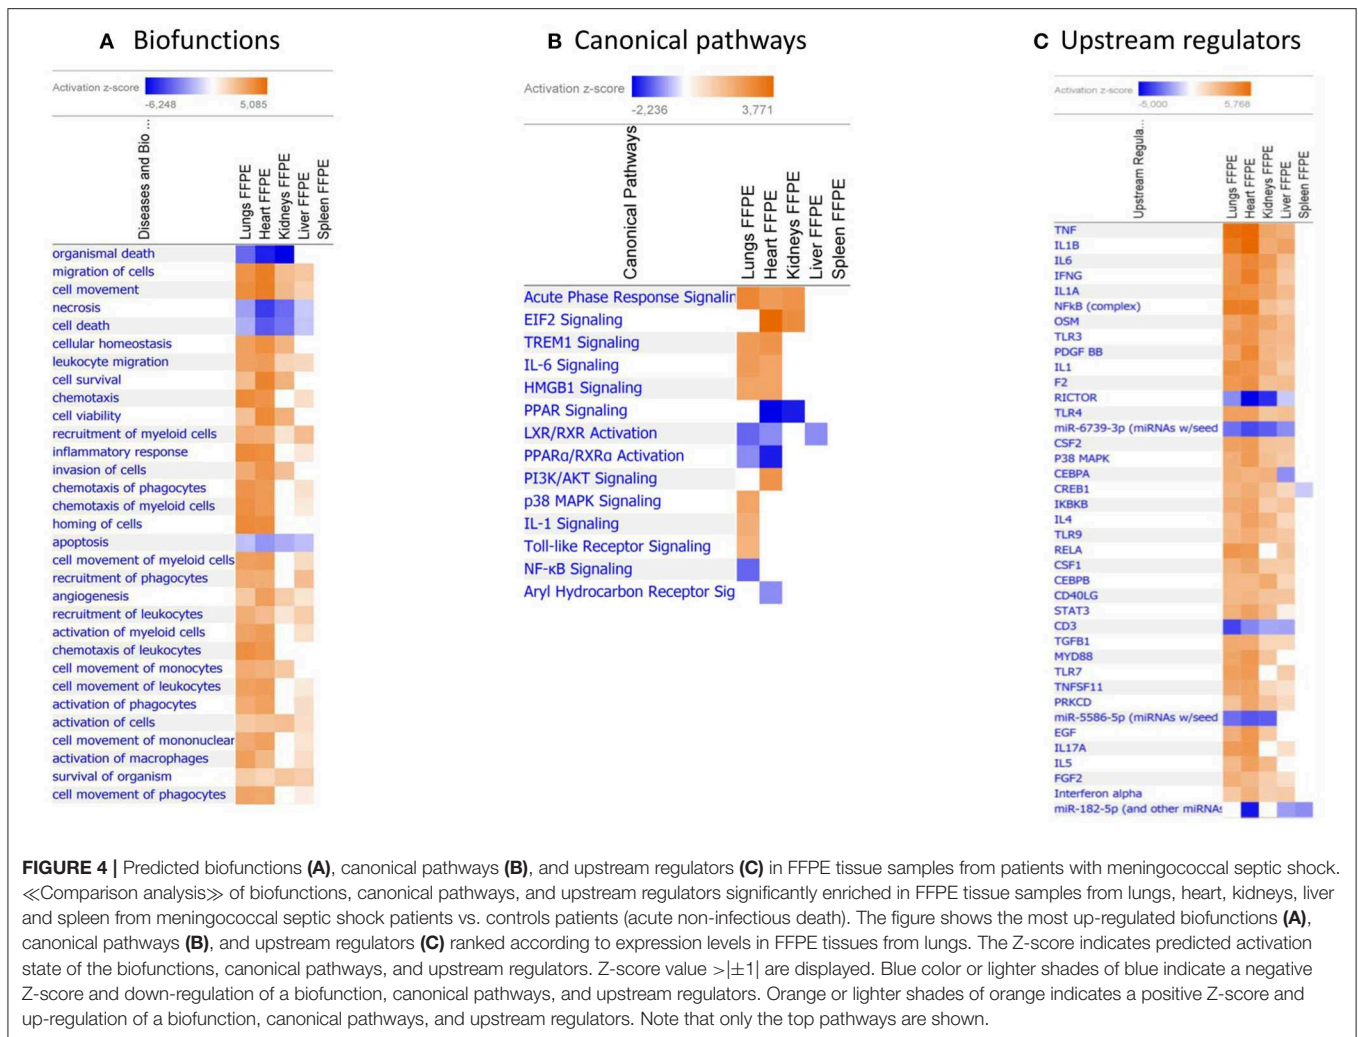 A Biofunctions
Activation z-score
-6,248 5,085
Diseases and Bio ...
Lungs FFPE
Heart FFPE
Kidneys FFPE
Liver FFPE
Spleen FFPE
organismal death
migration of cells
cell movement
necrosis
cell death
cellular homeostasis
leukocyte migration
cell survival
chemotaxis
cell viability
recruitment of myeloid cells
inflammatory response
invasion of cells
chemotaxis of phagocytes
chemotaxis of myeloid cells
homing of cells
apoptosis
cell movement of myeloid cells
recruitment of phagocytes
angiogenesis
recruitment of leukocytes
activation of myeloid cells
chemotaxis of leukocytes
cell movement of monocytes
cell movement of leukocytes
activation of phagocytes
activation of cells
cell movement of mononuclear
activation of macrophages
survival of organism
cell movement of phagocytes
B Canonical pathways
Activation z-score
-2,236 3,771
Canonical Pathways
Lungs FFPE
Heart FFPE
Kidneys FFPE
Liver FFPE
Spleen FFPE
Acute Phase Response Signalin
EIF2 Signaling
TREM1 Signaling
IL-6 Signaling
HMGB1 Signaling
PPAR Signaling
LXR/RXR Activation
PPARα/RXRα Activation
PI3K/AKT Signaling
p38 MAPK Signaling
IL-1 Signaling
Toll-like Receptor Signaling
NF-κB Signaling
Aryl Hydrocarbon Receptor Sig
C Upstream regulators
Activation z-score
-5,000 5,768
Upstream Regula...
Lungs FFPE
Heart FFPE
Kidneys FFPE
Liver FFPE
Spleen FFPE
TNF
IL1B
IL6
IFNG
IL1A
NFkB (complex)
OSM
TLR3
PDGF BB
IL1
F2
RICTOR
TLR4
miR-6739-3p (miRNAs w/seed
CSF2
P38 MAPK
CEBPA
CREB1
IKBKB
IL4
TLR9
RELA
CSF1
CEBPB
CD40LG
STAT3
CD3
TGFB1
MYD88
TLR7
TNFSF11
PRKCD
miR-5586-5p (miRNAs w/seed
EGF
IL17A
IL5
FGF2
Interferon alpha
miR-182-5p (and other miRNAs
FIGURE 4 | Predicted biofunctions (A), canonical pathways (B), and upstream regulators (C) in FFPE tissue samples from patients with meningococcal septic shock.
≪Comparison analysis≫ of biofunctions, canonical pathways, and upstream regulators significantly enriched in FFPE tissue samples from lungs, heart, kidneys, liver
and spleen from meningococcal septic shock patients vs. controls patients (acute non-infectious death). The figure shows the most up-regulated biofunctions (A),
canonical pathways (B), and upstream regulators (C) ranked according to expression levels in FFPE tissues from lungs. The Z-score indicates predicted activation
state of the biofunctions, canonical pathways, and upstream regulators. Z-score value >|±1| are displayed. Blue color or lighter shades of blue indicate a negative
Z-score and down-regulation of a biofunction, canonical pathways, and upstream regulators. Orange or lighter shades of orange indicates a positive Z-score and
up-regulation of a biofunction, canonical pathways, and upstream regulators. Note that only the top pathways are shown.